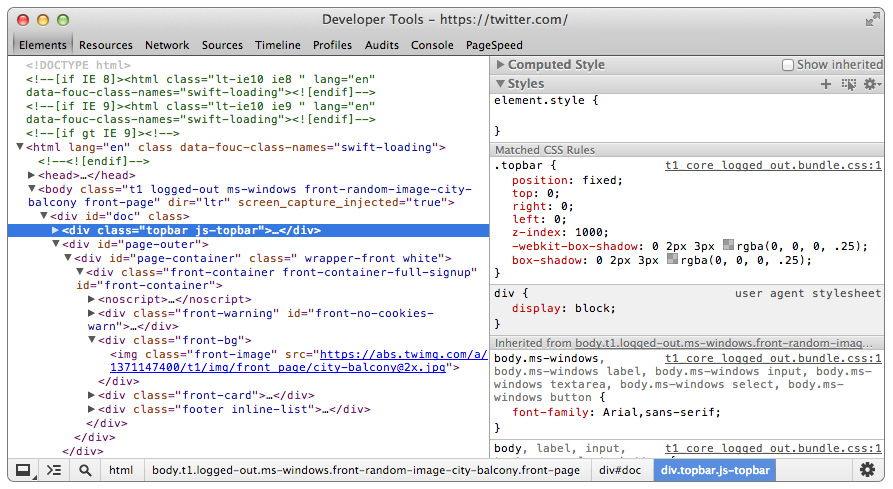 Developer Tools - https://twitter.com/
Elements Resources Network Sources Timeline Profiles Audits Console PageSpeed
<!DOCTYPE html>
<!--[if IE 8]><html class="lt-ie10 ie8 " lang="en"
data-fouc-class-names="swift-loading"><![endif]-->
<!--[if IE 9]><html class="lt-ie10 ie9 " lang="en"
data-fouc-class-names="swift-loading"><![endif]-->
<!--[if gt IE 9]><!-->
▼<html lang="en" class data-fouc-class-names="swift-loading">
<!--<![endif]-->
▶<head>…</head>
▼<body class="t1 logged-out ms-windows front-random-image-city-
balcony front-page" dir="ltr" screen_capture_injected="true">
▼<div id="doc" class>
▶<div class="topbar js-topbar">…</div>
▼<div id="page-outer">
▼<div id="page-container" class=" wrapper-front white">
▼<div class="front-container front-container-full-signup"
id="front-container">
▶<noscript>…</noscript>
▶<div class="front-warning" id="front-no-cookies-
warn">…</div>
▼<div class="front-bg">
<img class="front-image" src="https://abs.twimg.com/a/
1371147400/t1/img/front_page/city-balcony@2x.jpg">
</div>
▶<div class="front-card">…</div>
▶<div class="footer inline-list">…</div>
</div>
</div>
</div>
▶Computed Style Show inherited
▼Styles
element.style {
}
Matched CSS Rules
.topbar { t1_core_logged_out.bundle.css:1
position: fixed;
top: 0;
right: 0;
left: 0;
z-index: 1000;
-webkit-box-shadow: 0 2px 3px rgba(0, 0, 0, .25);
box-shadow: 0 2px 3px rgba(0, 0, 0, .25);
}
div { user agent stylesheet
display: block;
}
Inherited from body.t1.logged-out.ms-windows.front-random-imag…
body.ms-windows, t1_core_logged_out.bundle.css:1
body.ms-windows label, body.ms-windows input, body.ms-
windows textarea, body.ms-windows select, body.ms-
windows button {
font-family: Arial,sans-serif;
}
body, label, input, t1_core_logged_out.bundle.css:1
html body.t1.logged-out.ms-windows.front-random-image-city-balcony.front-page div#doc div.topbar.js-topbar